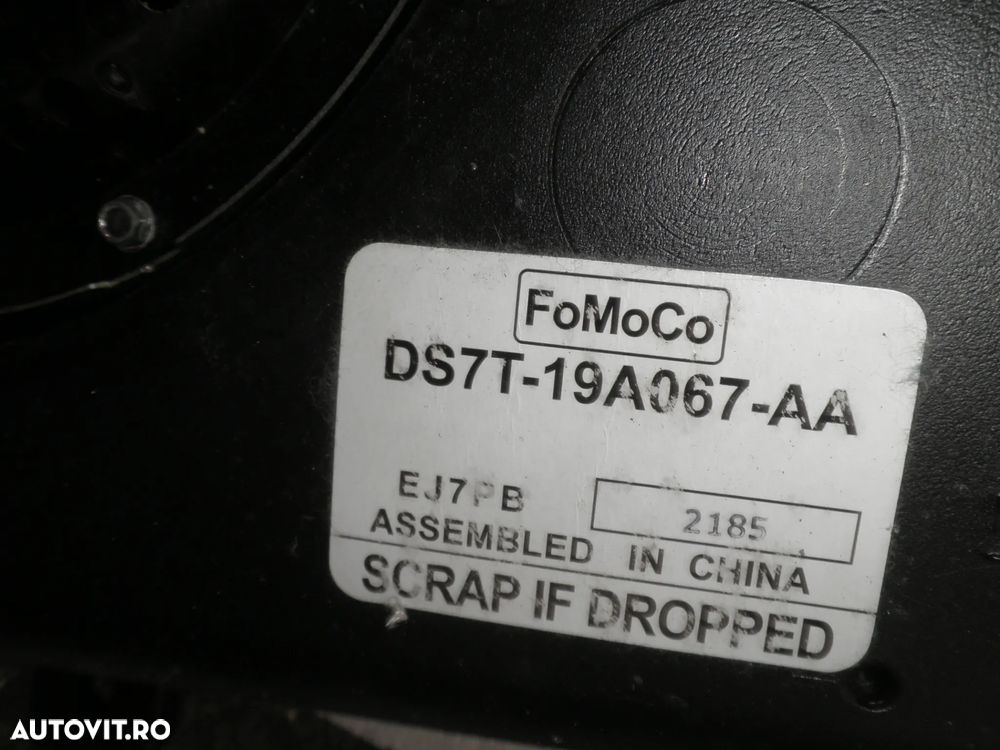 FoMoCo
DS7T-19A067-AA
EJ7PB
2185
ASSEMBLED IN CHINA
SCRAP IF DROPPED
AUTOVIT.RO